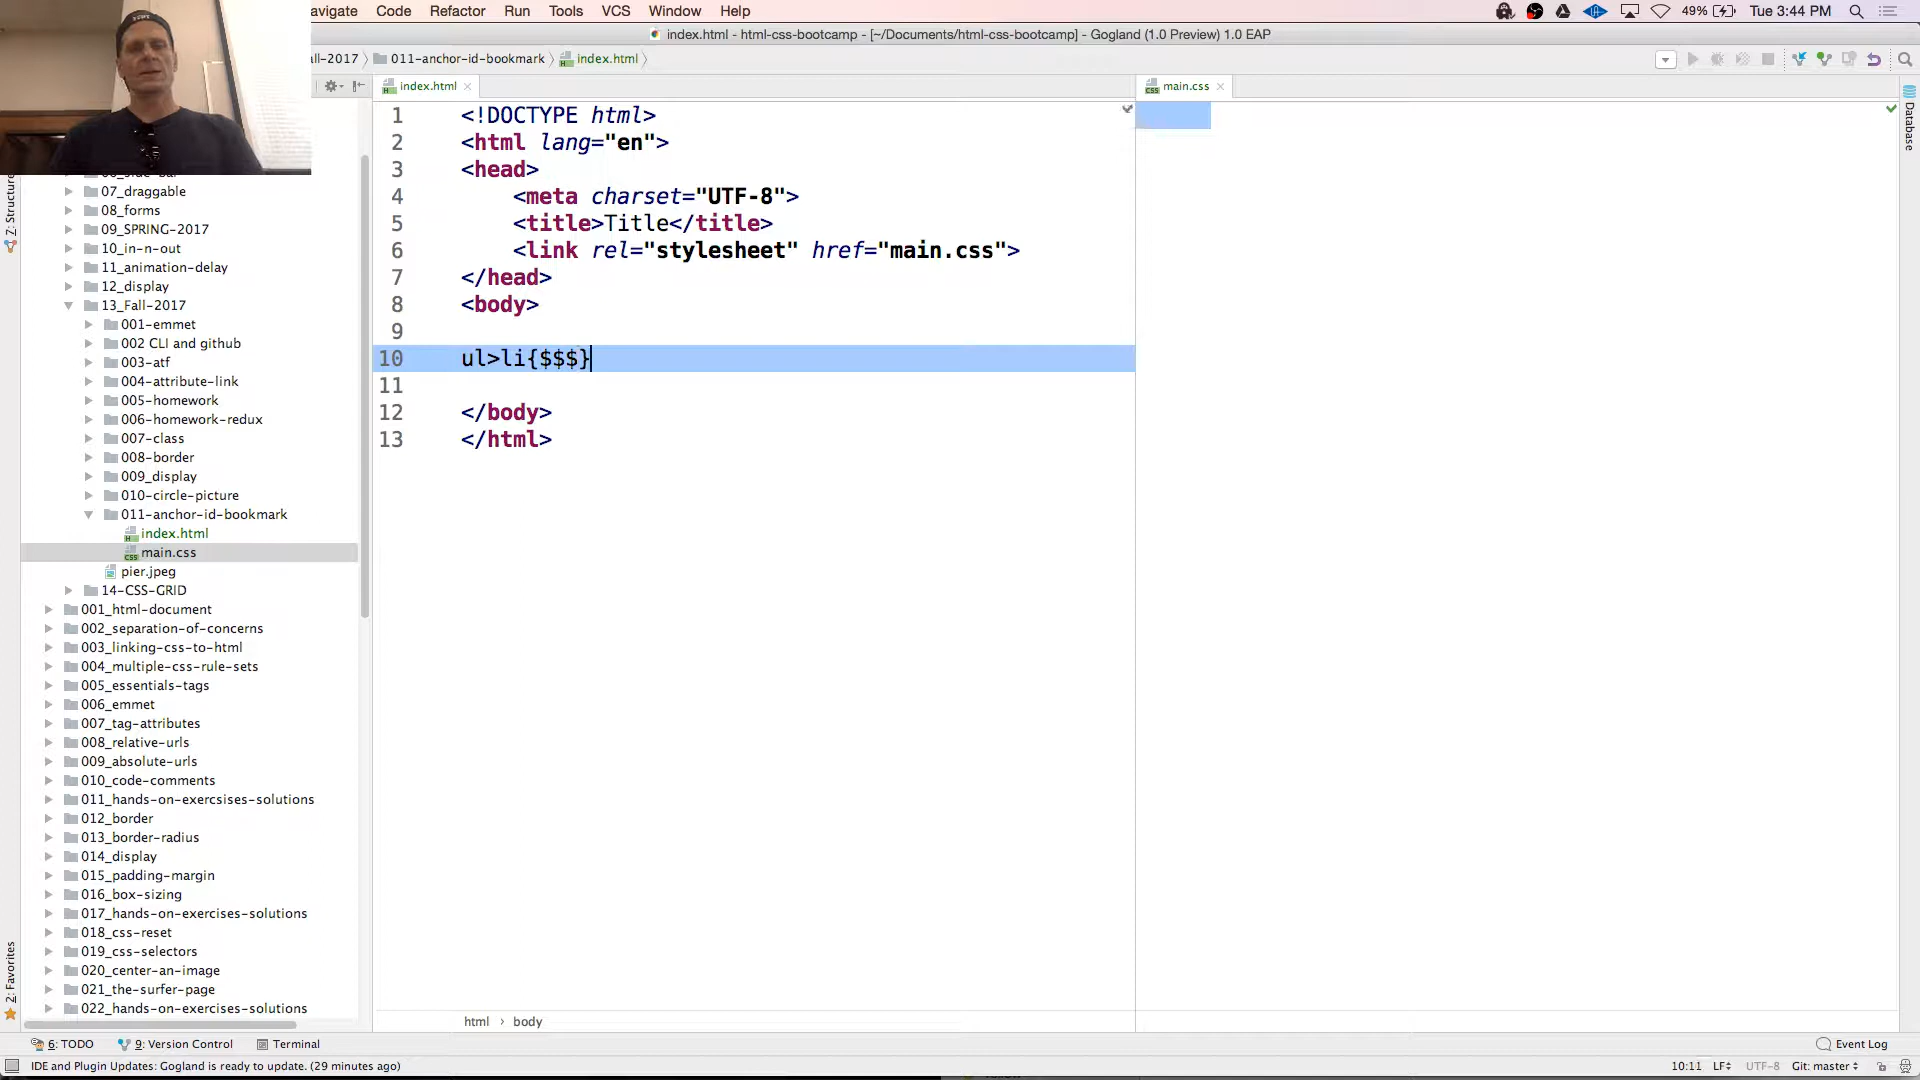 avigate Code Refactor Run Tools VCS Window Help 49% Tue 3:44 PM
index.html - html-css-bootcamp - [~/Documents/html-css-bootcamp] - Gogland (1.0 Preview) 1.0 EAP
all-2017 011-anchor-id-bookmark index.html
index.html main.css
1 <!DOCTYPE html>
2 <html lang="en">
3 <head>
4 <meta charset="UTF-8">
5 <title>Title</title>
6 <link rel="stylesheet" href="main.css">
7 </head>
8 <body>
9
10 ul>li{$$$}
11
12 </body>
13 </html>
Z: Structure
07_draggable
08_forms
09_SPRING-2017
10_in-n-out
11_animation-delay
12_display
13_Fall-2017
001-emmet
002 CLI and github
003-atf
004-attribute-link
005-homework
006-homework-redux
007-class
008-border
009_display
010-circle-picture
011-anchor-id-bookmark
index.html
main.css
pier.jpeg
14-CSS-GRID
001_html-document
002_separation-of-concerns
003_linking-css-to-html
004_multiple-css-rule-sets
005_essentials-tags
006_emmet
007_tag-attributes
008_relative-urls
009_absolute-urls
010_code-comments
011_hands-on-exercsises-solutions
012_border
013_border-radius
014_display
015_padding-margin
016_box-sizing
017_hands-on-exercises-solutions
018_css-reset
019_css-selectors
020_center-an-image
021_the-surfer-page
022_hands-on-exercises-solutions
2: Favorites
Database
html › body
6: TODO 9: Version Control Terminal Event Log
IDE and Plugin Updates: Gogland is ready to update. (29 minutes ago) 10:11 LF UTF-8 Git: master